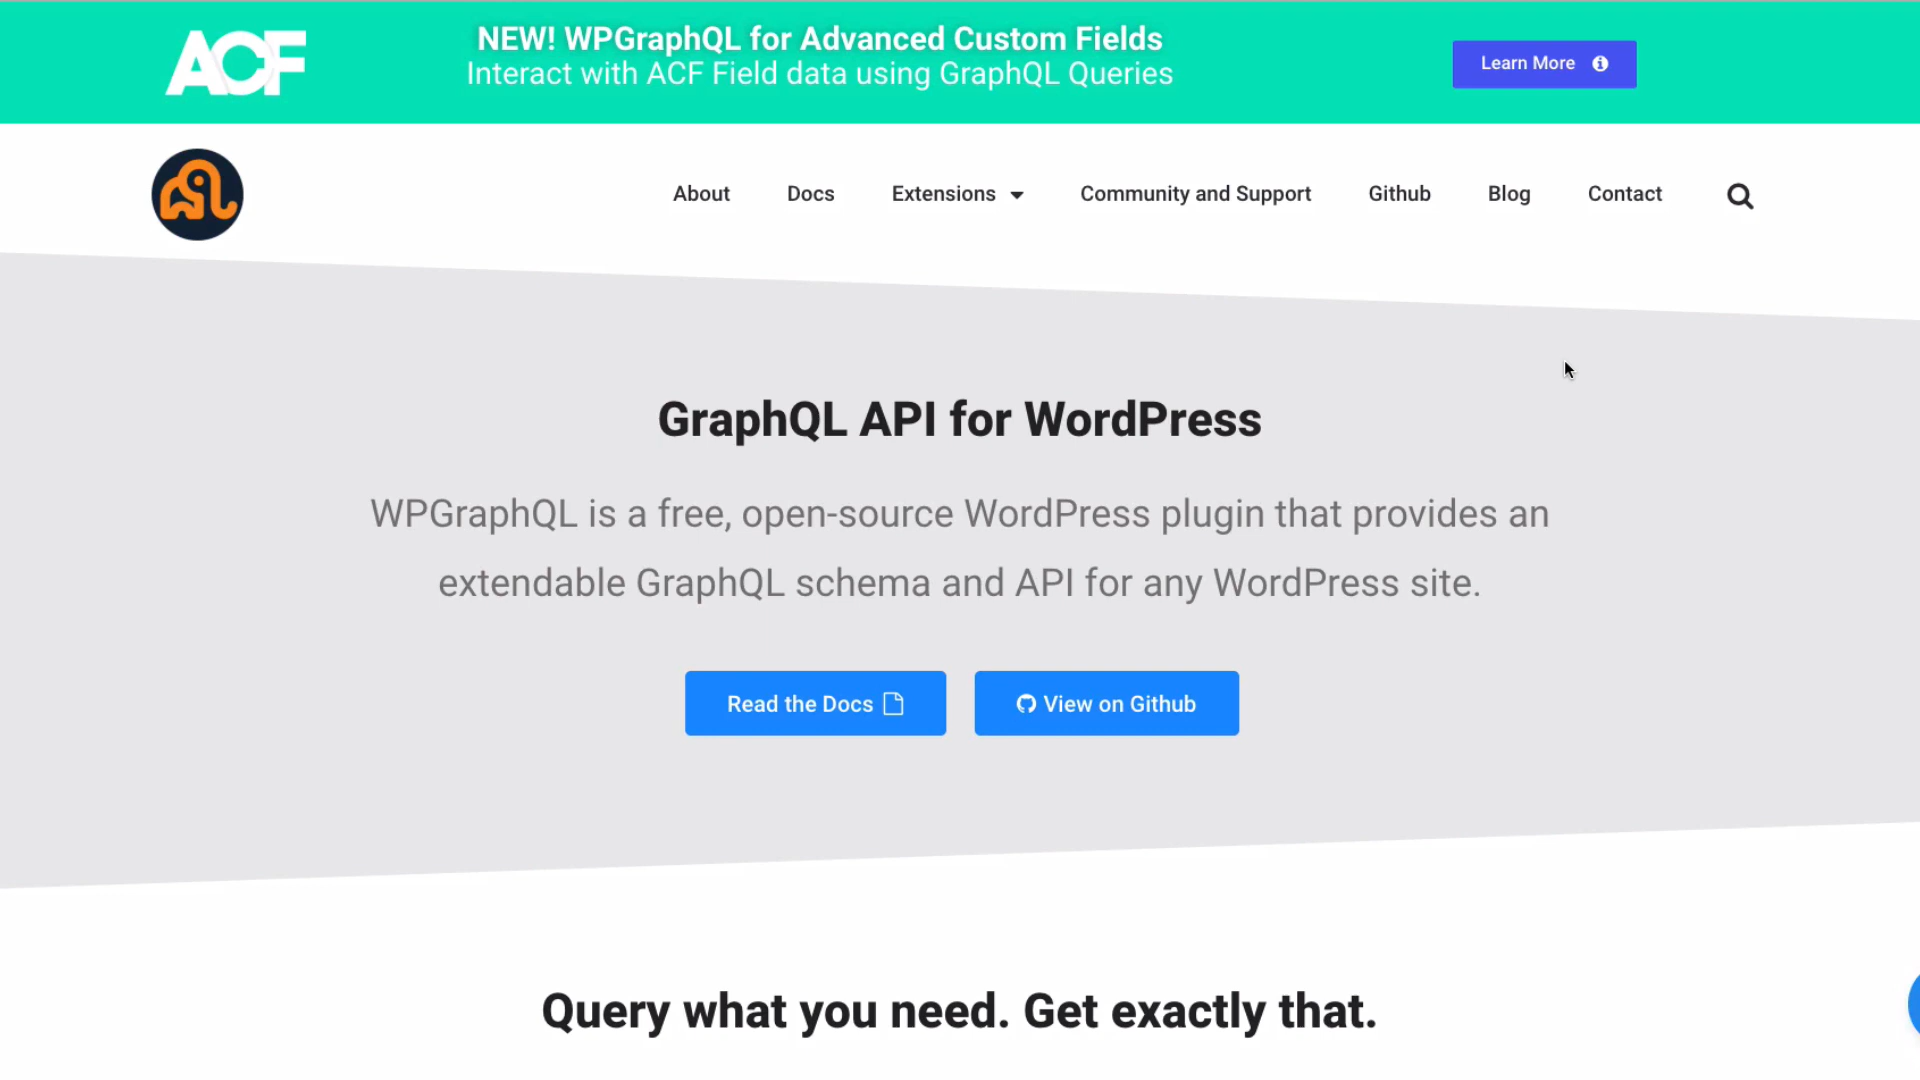 ACF
NEW! WPGraphQL for Advanced Custom Fields
Interact with ACF Field data using GraphQL Queries
Learn More
About
Docs
Extensions
Community and Support
Github
Blog
Contact
GraphQL API for WordPress
WPGraphQL is a free, open-source WordPress plugin that provides an
extendable GraphQL schema and API for any WordPress site.
Read the Docs
View on Github
Query what you need. Get exactly that.